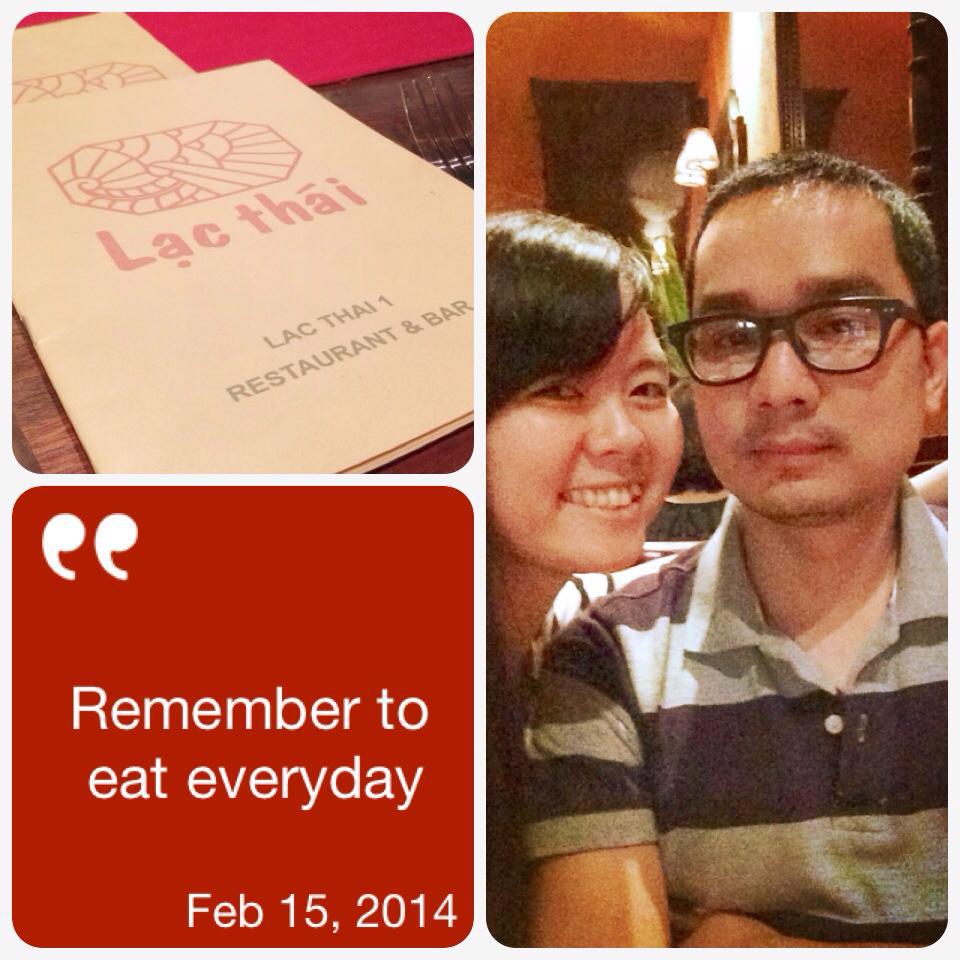 Lạc thái
LAC THAI 1
RESTAURANT & BAR
“
Remember to
eat everyday
Feb 15, 2014